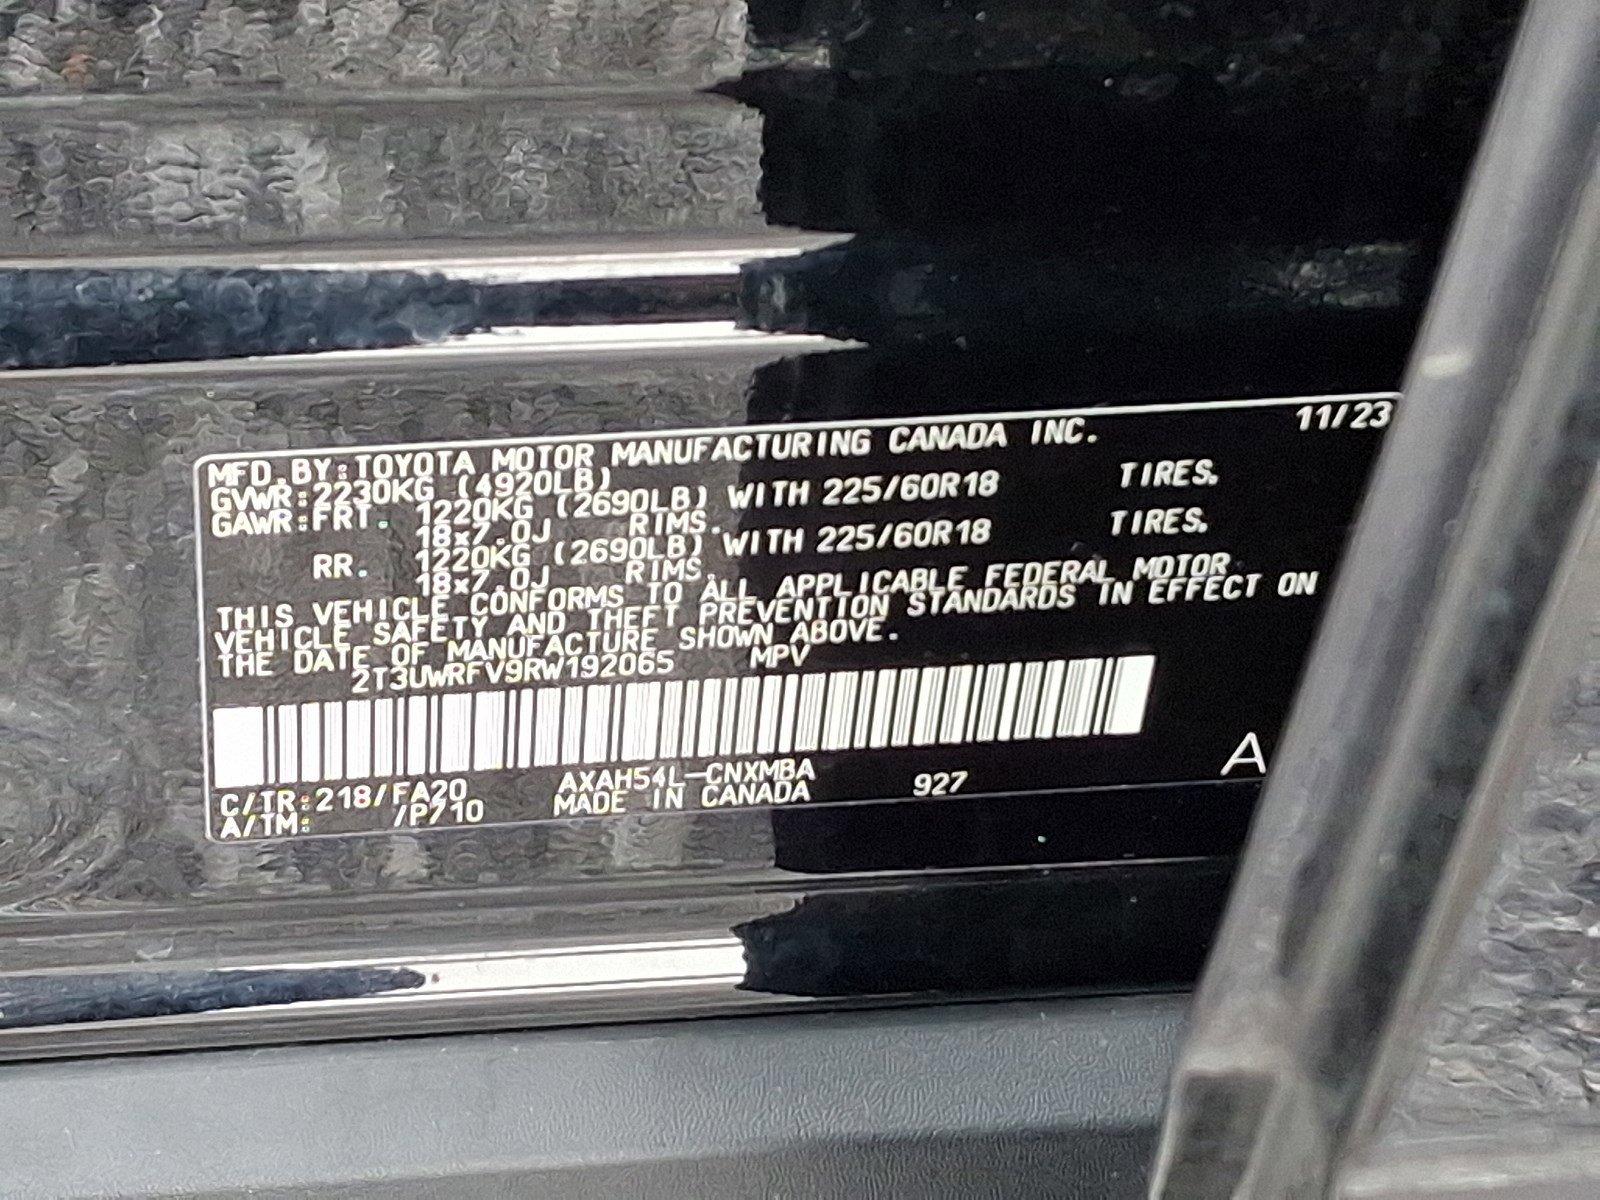 MFD.BY:TOYOTA MOTOR MANUFACTURING CANADA INC. 11/23
GVWR:2230KG (4920LB)
GAWR:FRT. 1220KG (2690LB) WITH 225/60R18 TIRES.
18x7.0J RIMS.
RR. 1220KG (2690LB) WITH 225/60R18 TIRES.
18x7.0J RIMS.
THIS VEHICLE CONFORMS TO ALL APPLICABLE FEDERAL MOTOR
VEHICLE SAFETY AND THEFT PREVENTION STANDARDS IN EFFECT ON
THE DATE OF MANUFACTURE SHOWN ABOVE.
2T3UWRFV9RW192065 MPV
C/TR:218/FA20 AXAH54L-CNXMBA 927 A
A/TM: /P710 MADE IN CANADA